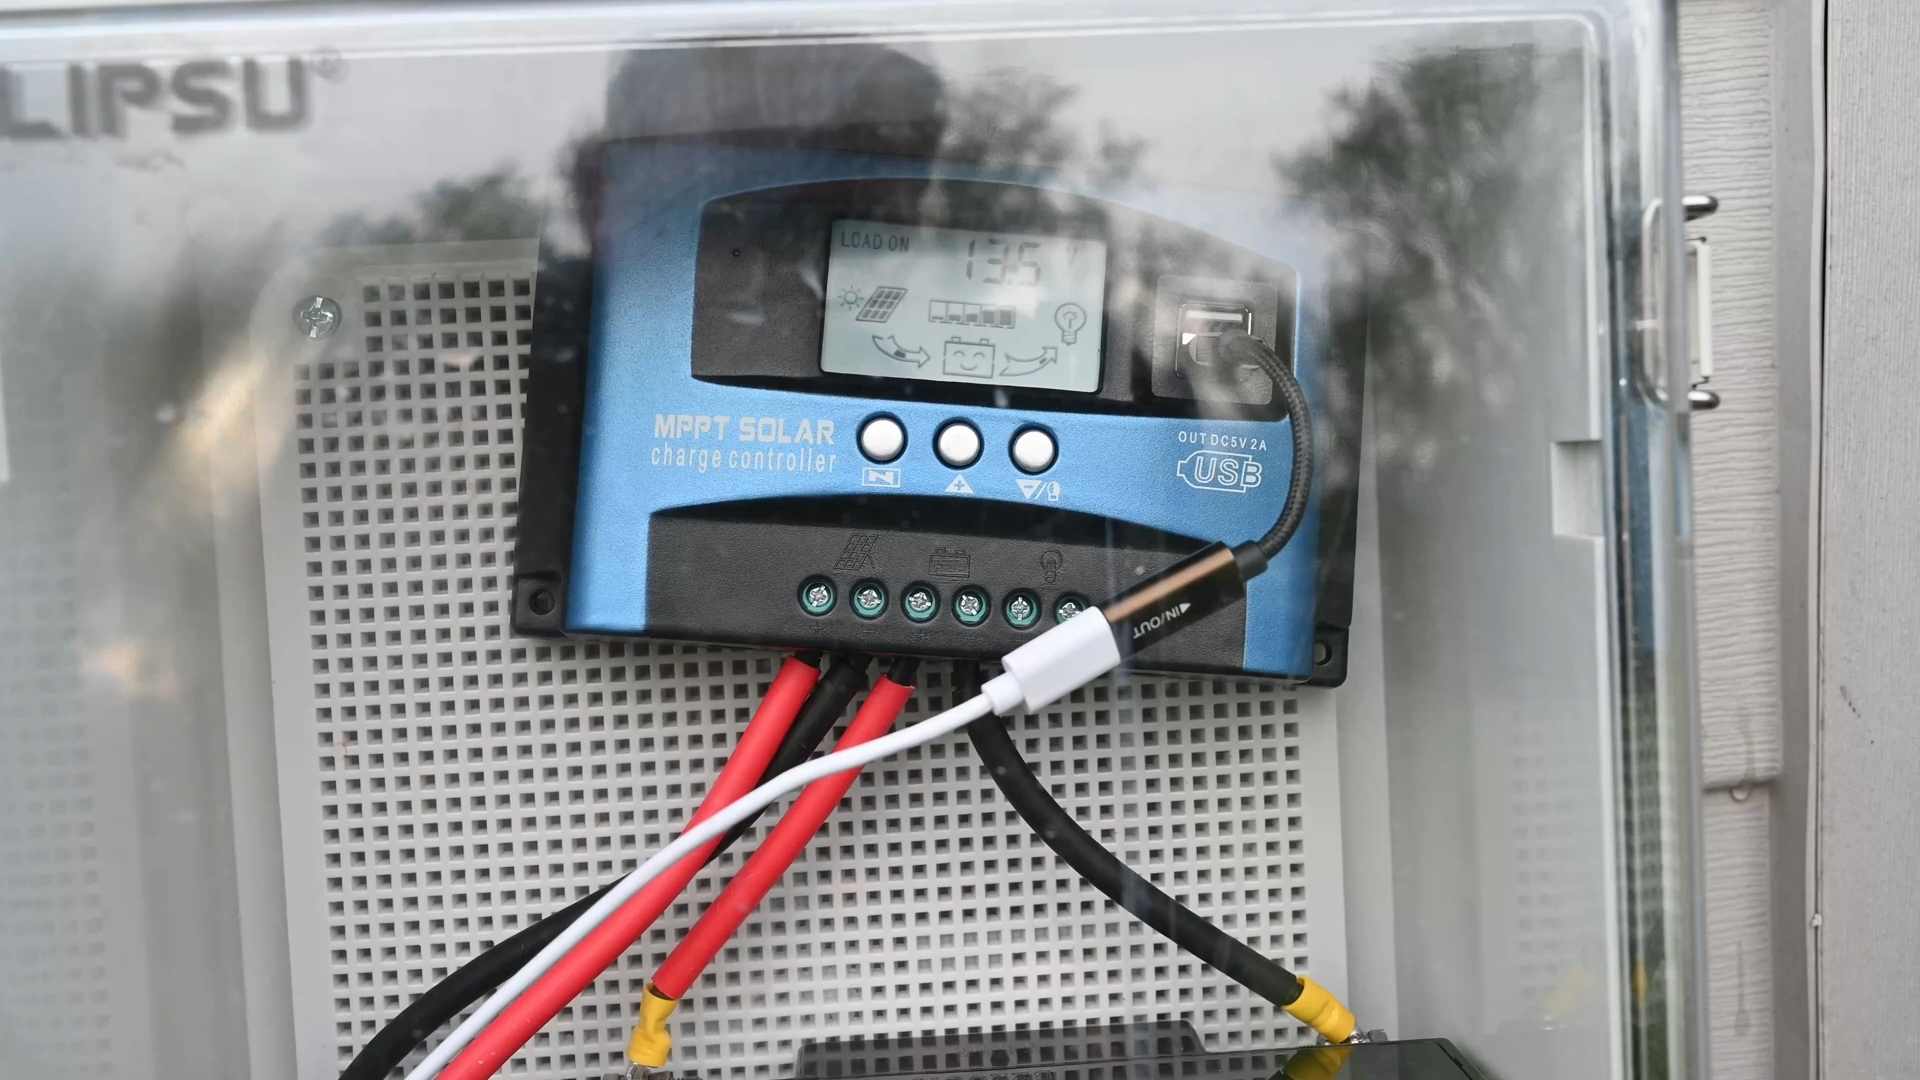 LIPSU®
LOAD ON
13.5 V
MPPT SOLAR
charge controller
OUT DC5V 2A
USB
IN/OUT